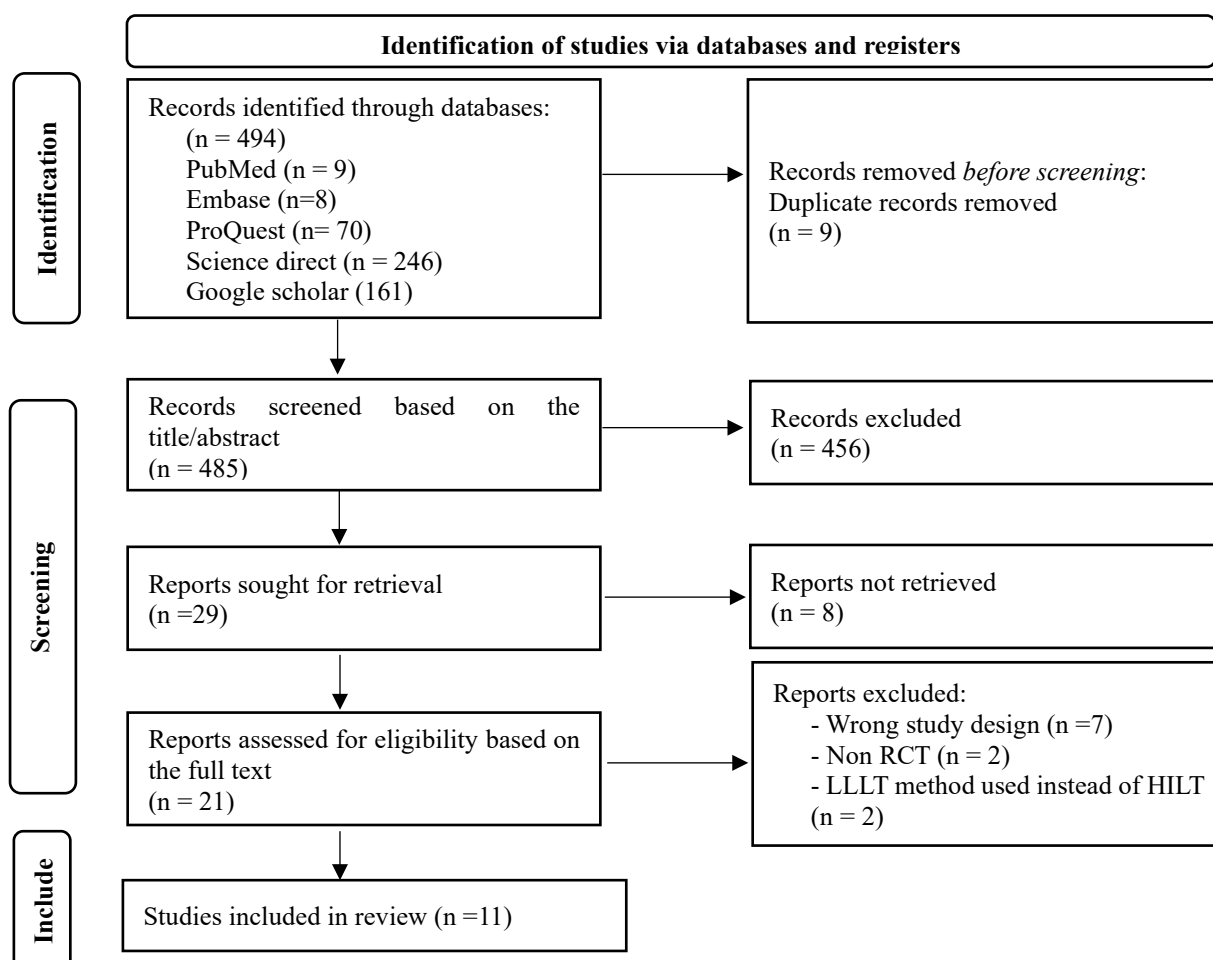 Identification of studies via databases and registers
Identification
Records identified through databases:
(n = 494)
PubMed (n = 9)
Embase (n=8)
ProQuest (n= 70)
Science direct (n = 246)
Google scholar (161)
Records removed before screening:
Duplicate records removed
(n = 9)
Screening
Records screened based on the
title/abstract
(n = 485)
Records excluded
(n = 456)
Reports sought for retrieval
(n =29)
Reports not retrieved
(n = 8)
Reports assessed for eligibility based on
the full text
(n = 21)
Reports excluded:
- Wrong study design (n =7)
- Non RCT (n = 2)
- LLLT method used instead of HILT
(n = 2)
Include
Studies included in review (n =11)